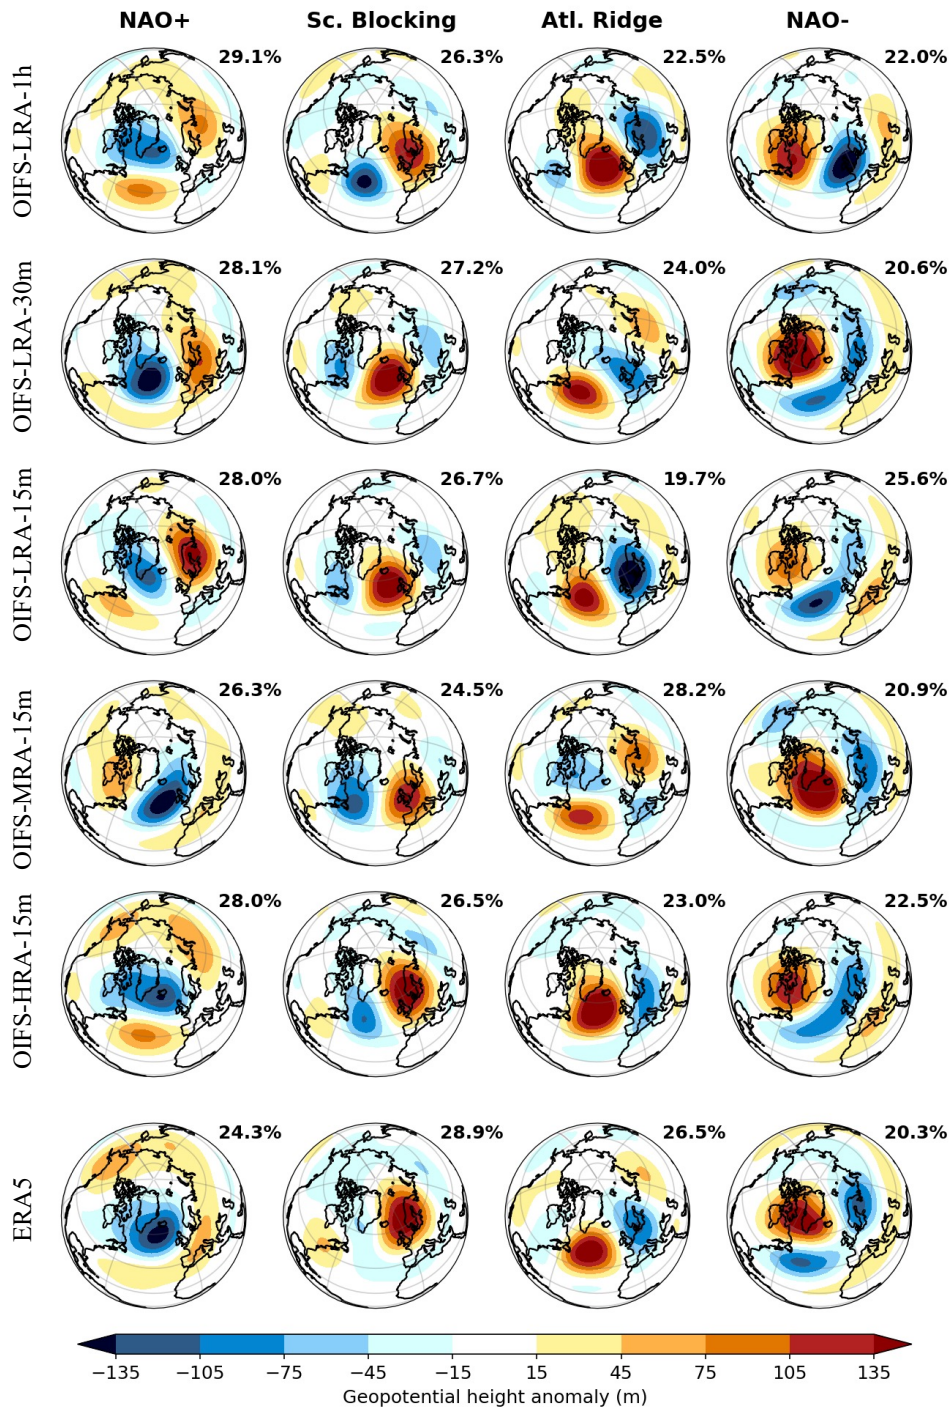 NAO+ Sc. Blocking Atl. Ridge NAO-
OIFS-LRA-1h 29.1% 26.3% 22.5% 22.0%
OIFS-LRA-30m 28.1% 27.2% 24.0% 20.6%
OIFS-LRA-15m 28.0% 26.7% 19.7% 25.6%
OIFS-MRA-15m 26.3% 24.5% 28.2% 20.9%
OIFS-HRA-15m 28.0% 26.5% 23.0% 22.5%
ERA5 24.3% 28.9% 26.5% 20.3%
−135 −105 −75 −45 −15 15 45 75 105 135
Geopotential height anomaly (m)